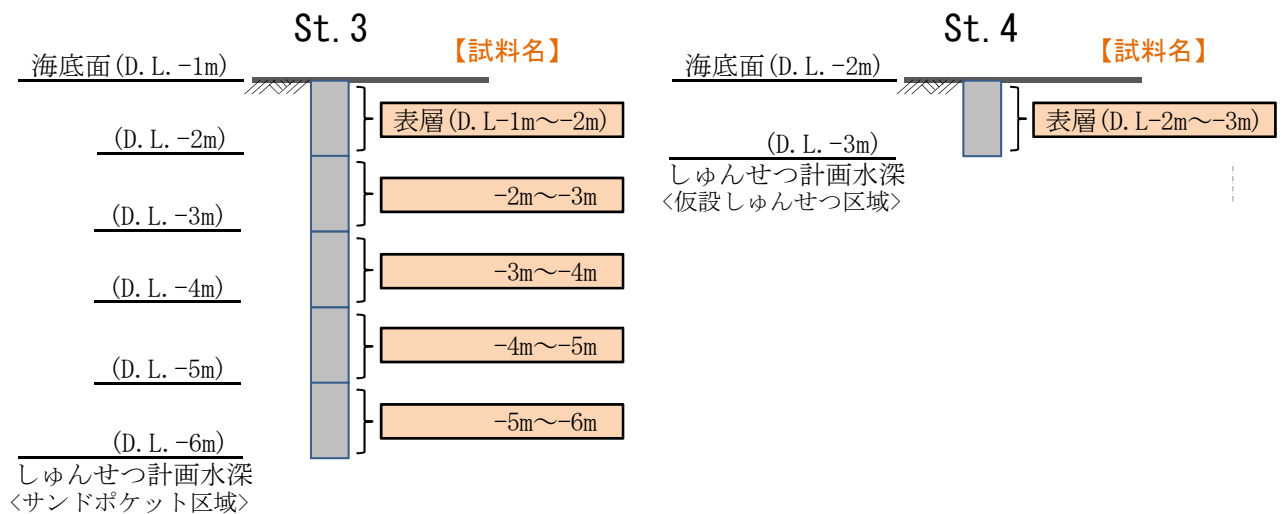 St.3
【試料名】
海底面(D.L.-1m)
表層(D.L-1m～-2m)
(D.L.-2m)
-2m～-3m
(D.L.-3m)
-3m～-4m
(D.L.-4m)
-4m～-5m
(D.L.-5m)
-5m～-6m
(D.L.-6m)
しゅんせつ計画水深
<サンドポケット区域>
St.4
【試料名】
海底面(D.L.-2m)
表層(D.L-2m～-3m)
(D.L.-3m)
しゅんせつ計画水深
<仮設しゅんせつ区域>